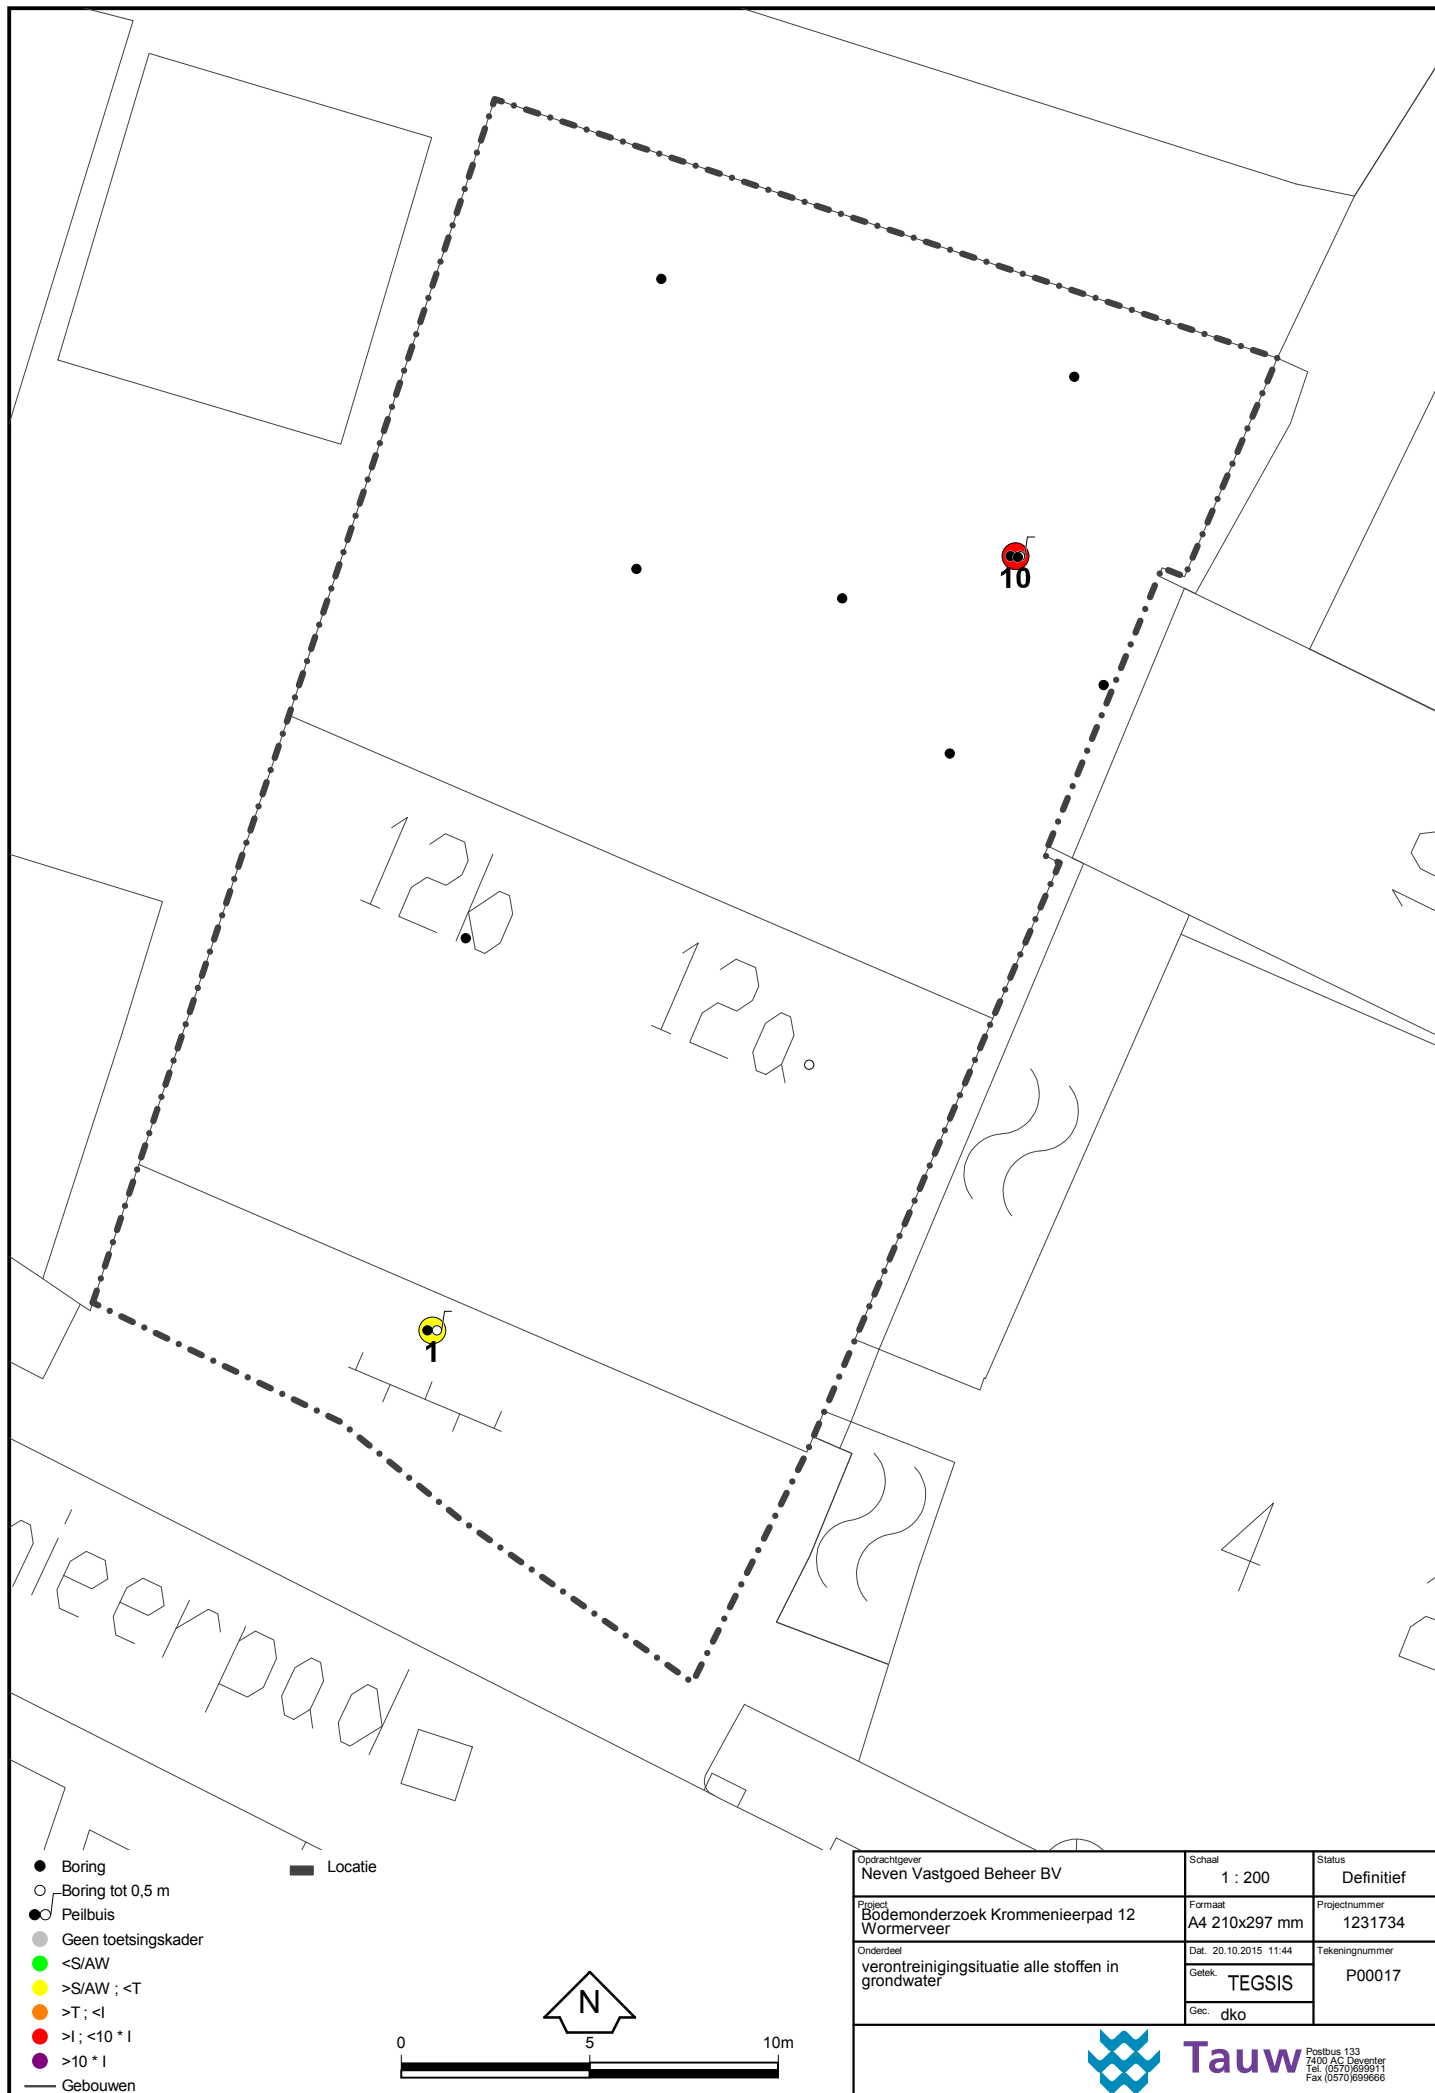 10
12b
12a
1
4
Boring
Boring tot 0,5 m
Peilbuis
Geen toetsingskader
<S/AW
>S/AW ; <T
>T ; <I
>I ; <10 * I
>10 * I
Gebouwen
Locatie
N
0 5 10m
Opdrachtgever
Neven Vastgoed Beheer BV
Schaal
1 : 200
Status
Definitief
Project
Bodemonderzoek Krommenieerpad 12
Wormerveer
Formaat
A4 210x297 mm
Projectnummer
1231734
Onderdeel
verontreinigingsituatie alle stoffen in
grondwater
Dat. 20.10.2015 11:44
Getek. TEGSIS
Gec. dko
Tekeningnummer
P00017
Tauw
Postbus 133
7400 AC Deventer
Tel. (0570)699911
Fax (0570)699666